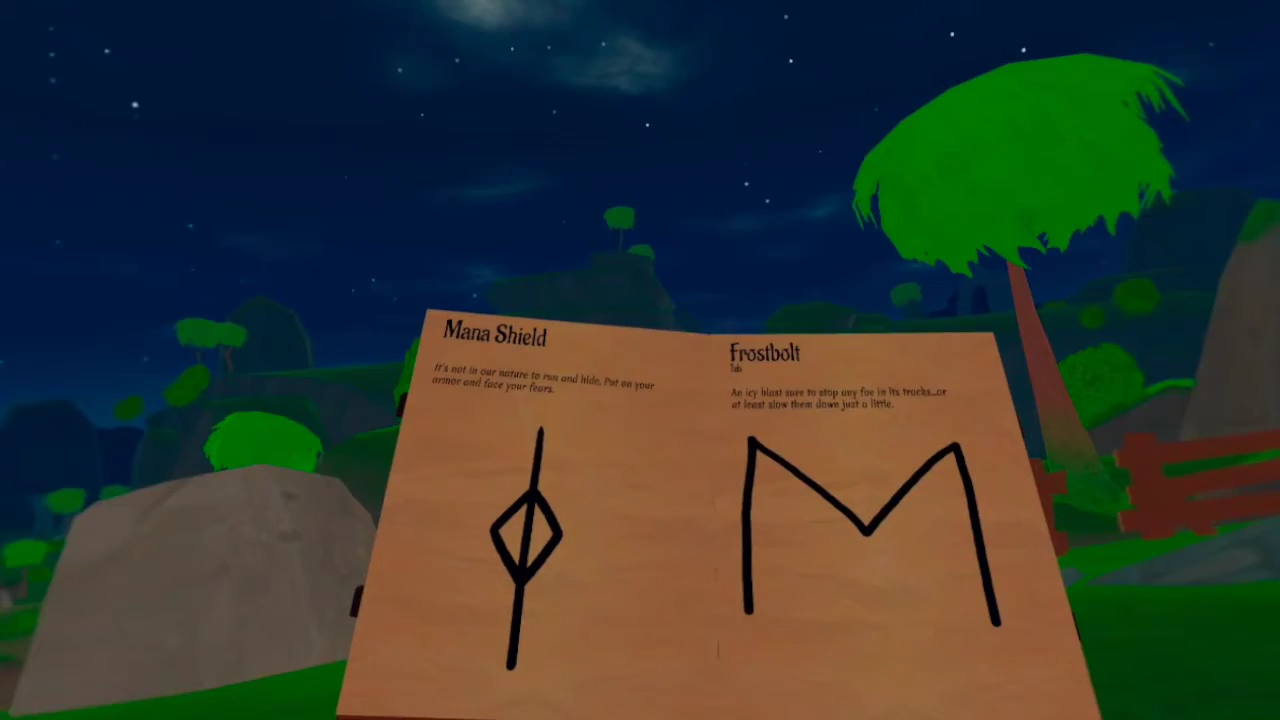 Mana Shield
It's not in our nature to run and hide. Put on your
armor and face your fears.
Frostbolt
An icy blast sure to stop any foe in its tracks...or
at least slow them down just a little.